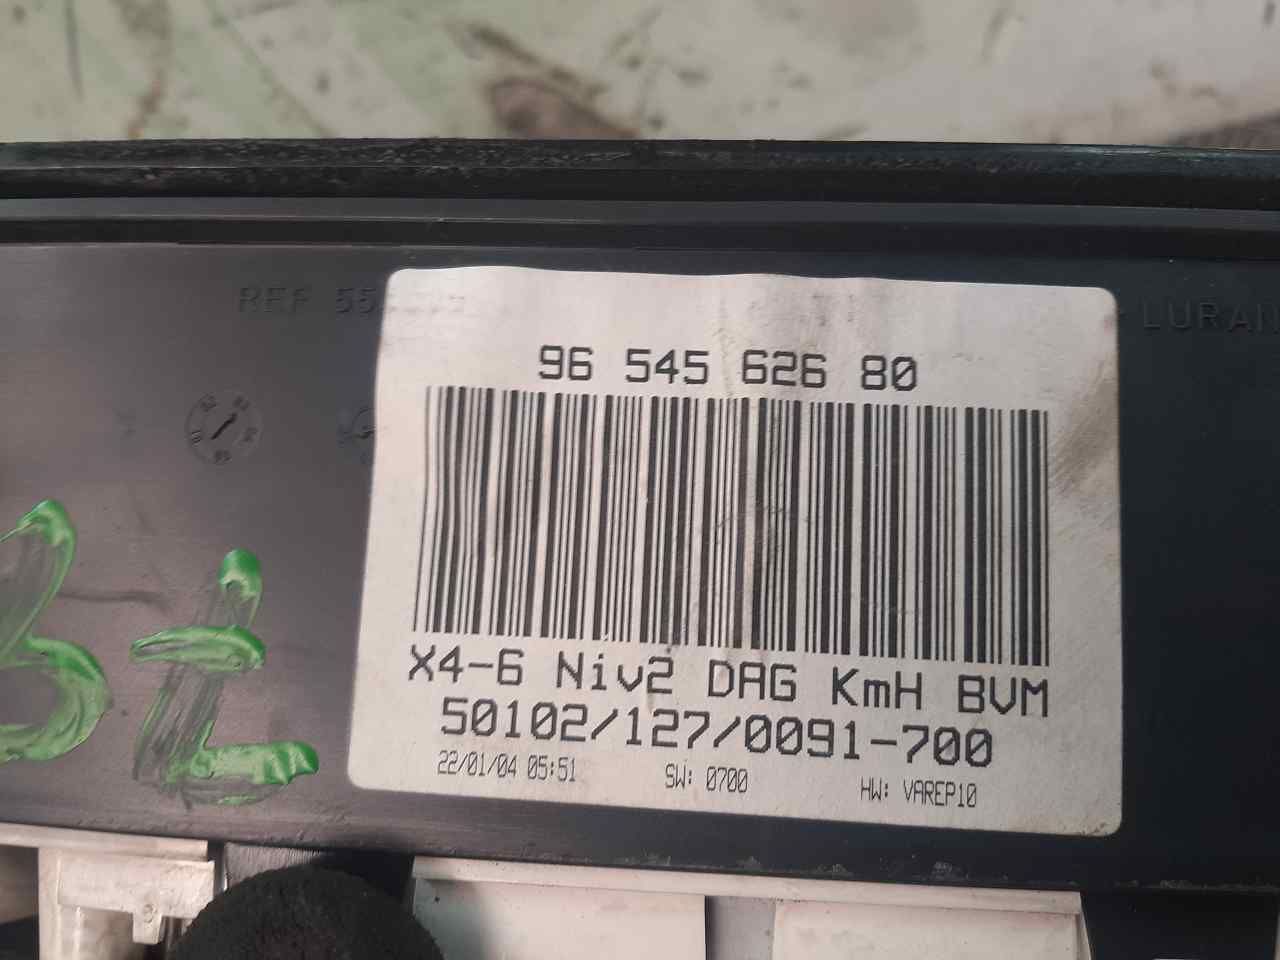 REF
LURAN
96 545 626 80
X4-6 Niv2 DAG KmH BVM
50102/127/0091-700
22/01/04 05:51 SW: 0700 HW: VAREP10